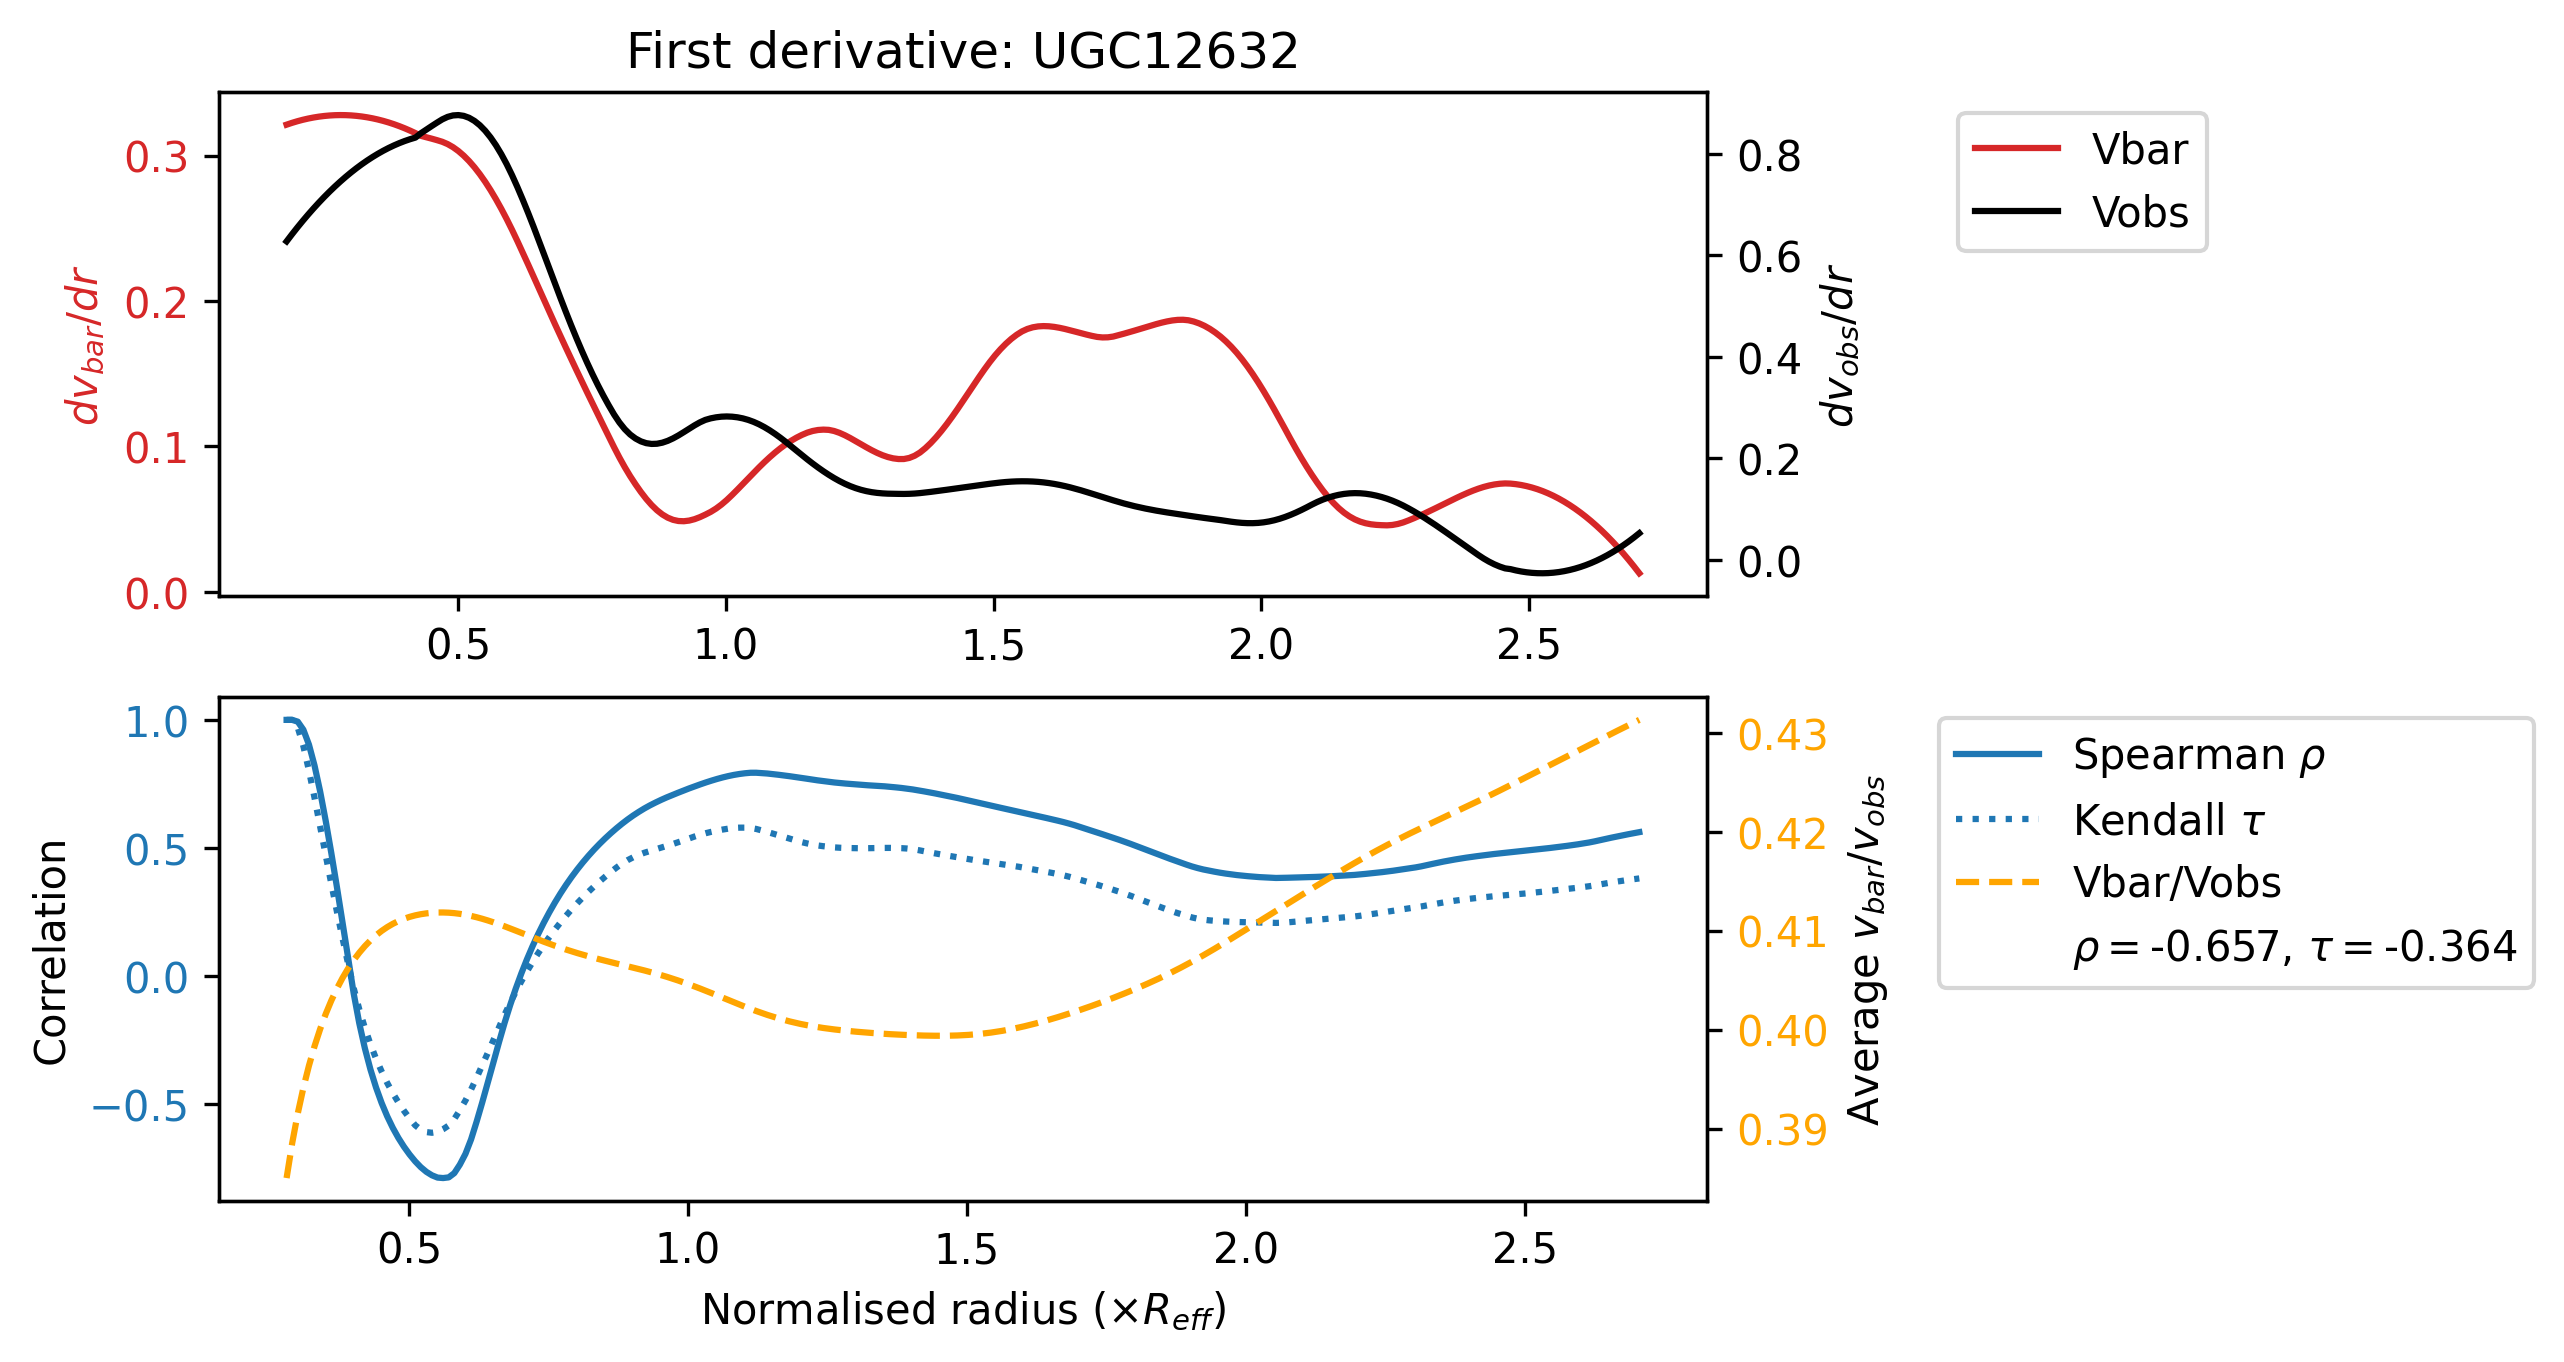 First derivative: UGC12632
dv_bar/dr
0.3
0.2
0.1
0.0
0.8
0.6
0.4
0.2
0.0
dv_obs/dr
0.5 1.0 1.5 2.0 2.5
Vbar
Vobs
Correlation
1.0
0.5
0.0
−0.5
0.43
0.42
0.41
0.40
0.39
Average v_bar/v_obs
0.5 1.0 1.5 2.0 2.5
Normalised radius (×R_eff)
Spearman ρ
Kendall τ
Vbar/Vobs
ρ = -0.657, τ = -0.364